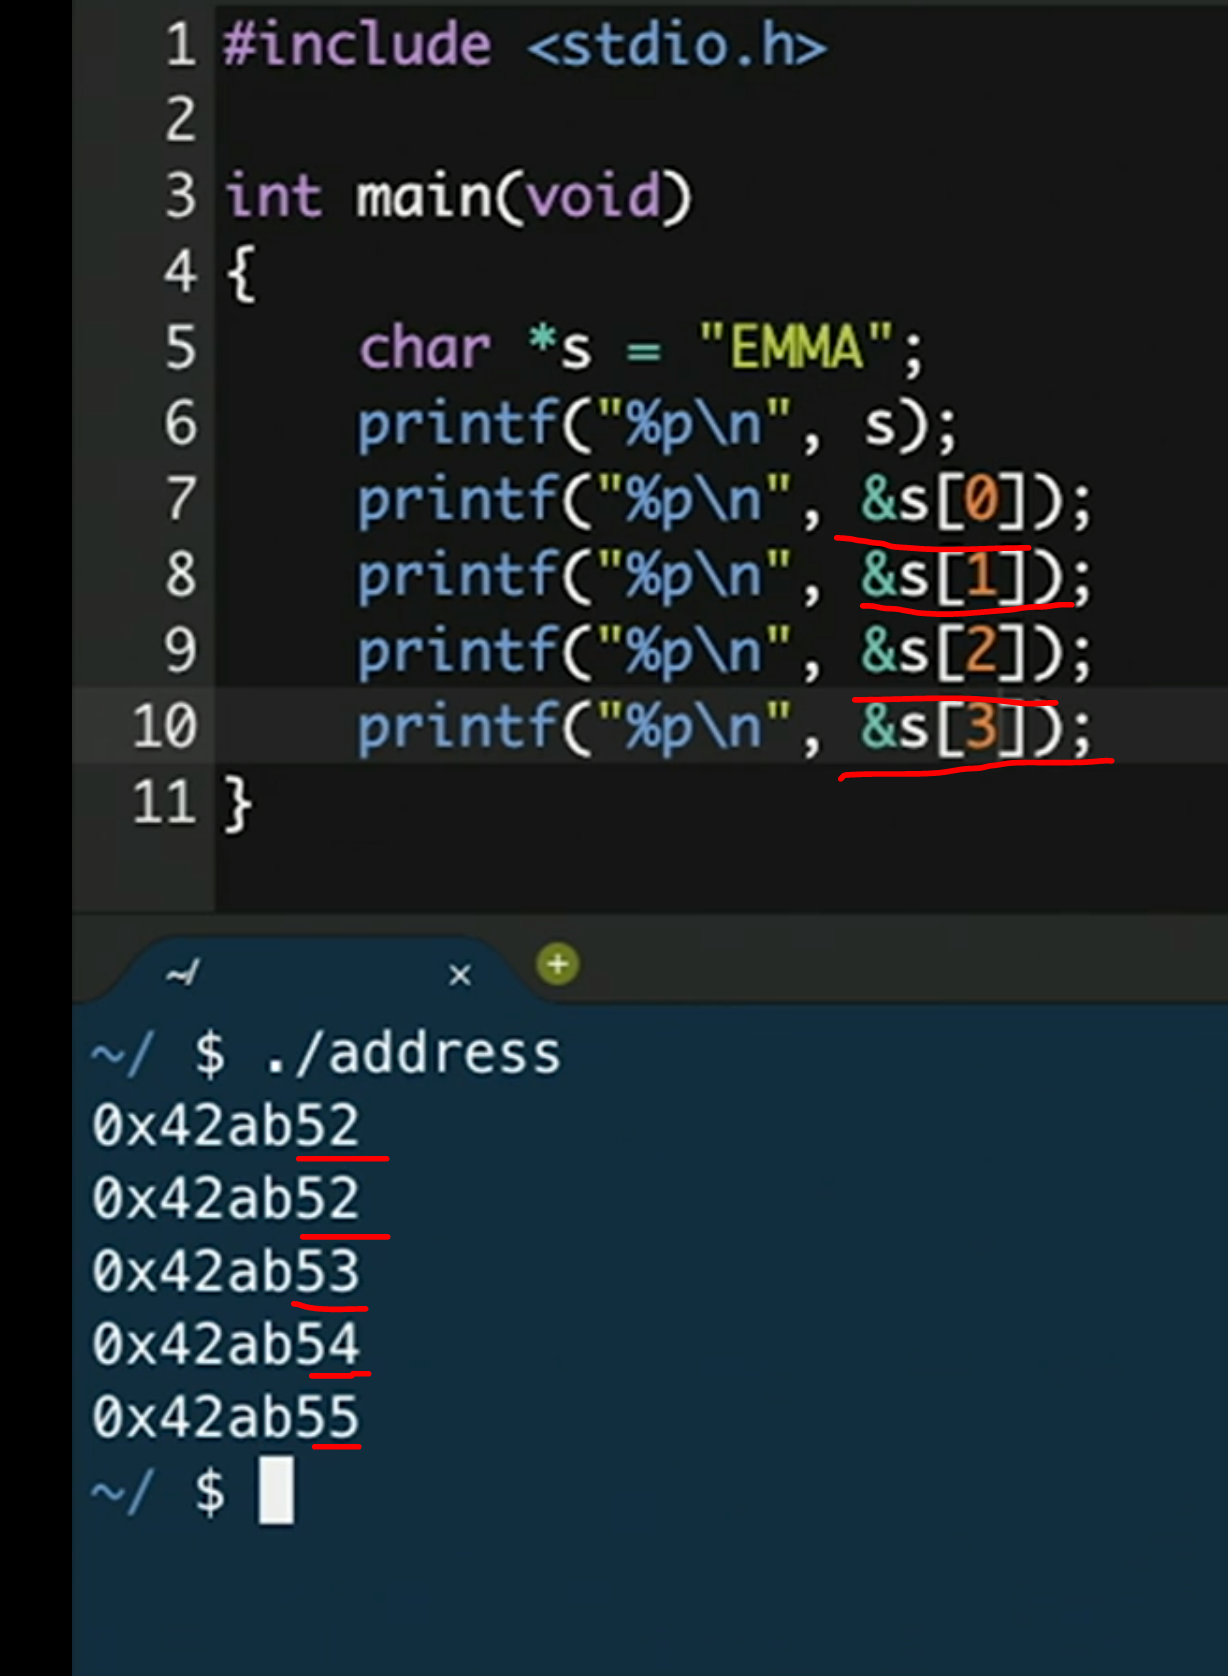 1 #include <stdio.h>
2
3 int main(void)
4 {
5 char *s = "EMMA";
6 printf("%p\n", s);
7 printf("%p\n", &s[0]);
8 printf("%p\n", &s[1]);
9 printf("%p\n", &s[2]);
10 printf("%p\n", &s[3]);
11 }
~/ × +
~/ $ ./address
0x42ab52
0x42ab52
0x42ab53
0x42ab54
0x42ab55
~/ $